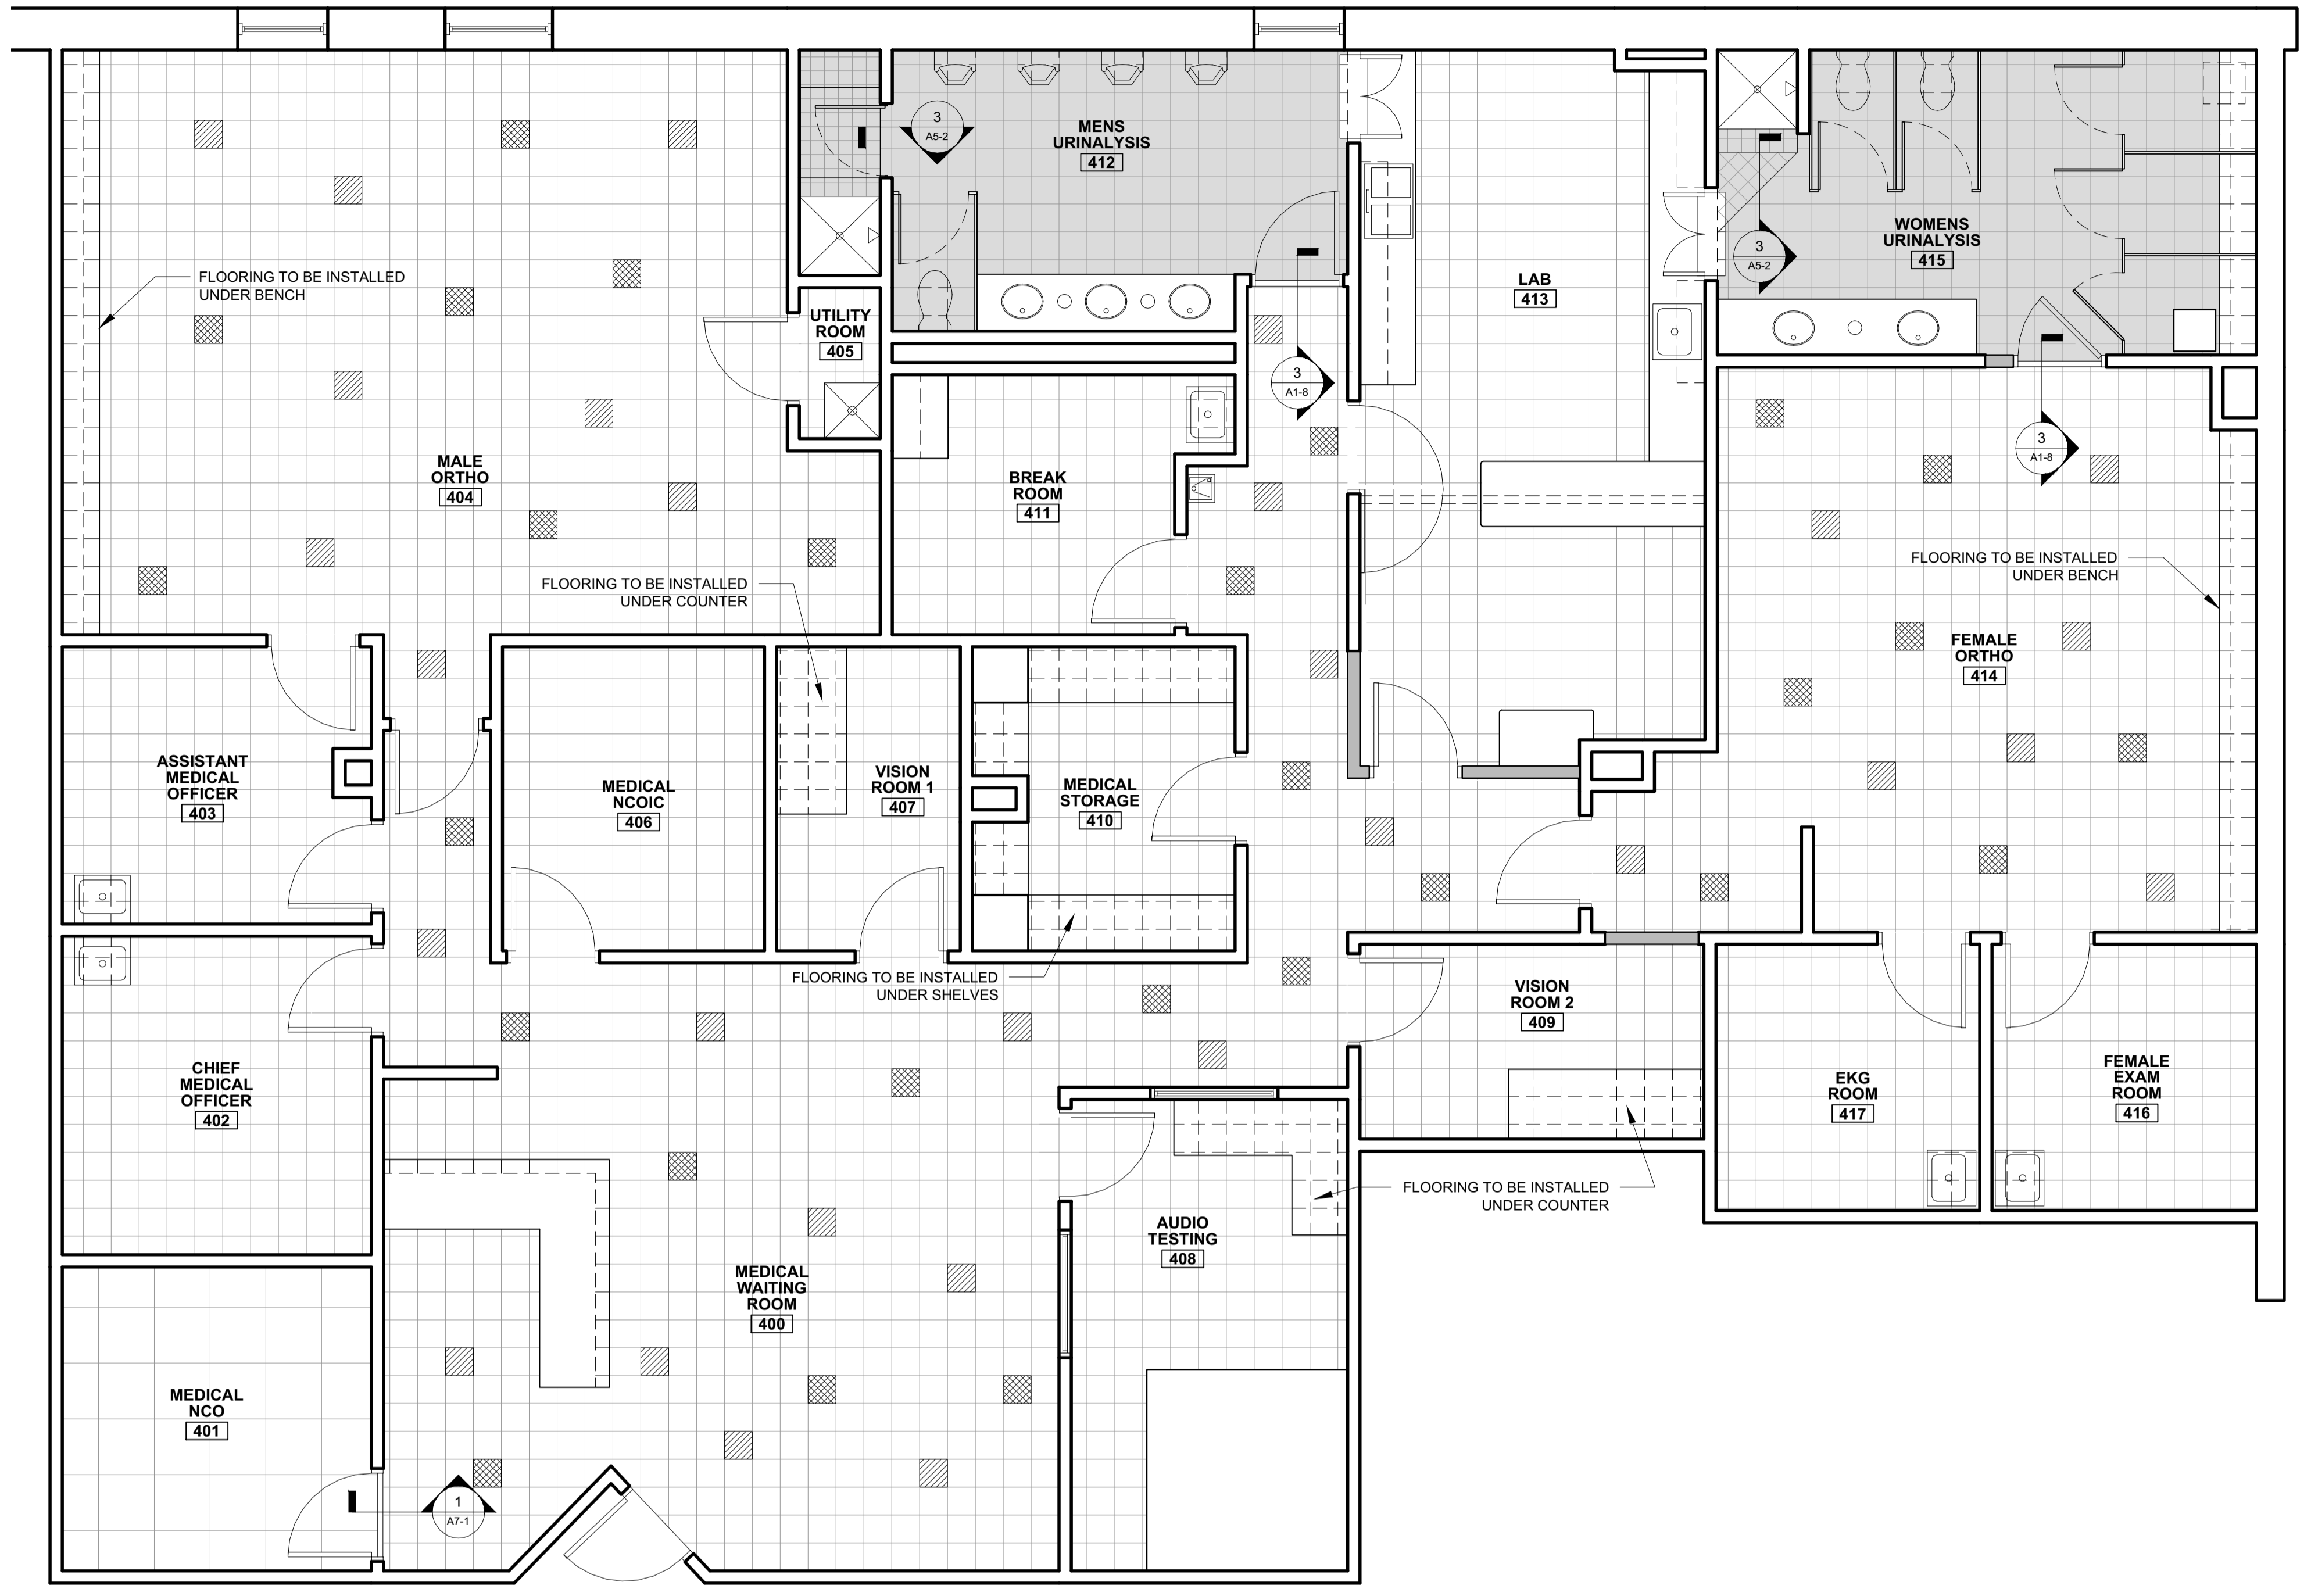 3
A5-2
MENS
URINALYSIS
412
WOMENS
URINALYSIS
415
3
A5-2
FLOORING TO BE INSTALLED
UNDER BENCH
LAB
413
UTILITY
ROOM
405
3
A1-8
3
A1-8
MALE
ORTHO
404
BREAK
ROOM
411
FLOORING TO BE INSTALLED
UNDER BENCH
FLOORING TO BE INSTALLED
UNDER COUNTER
FEMALE
ORTHO
414
ASSISTANT
MEDICAL
OFFICER
403
MEDICAL
NCOIC
406
VISION
ROOM 1
407
MEDICAL
STORAGE
410
FLOORING TO BE INSTALLED
UNDER SHELVES
VISION
ROOM 2
409
CHIEF
MEDICAL
OFFICER
402
EKG
ROOM
417
FEMALE
EXAM
ROOM
416
FLOORING TO BE INSTALLED
UNDER COUNTER
AUDIO
TESTING
408
MEDICAL
WAITING
ROOM
400
MEDICAL
NCO
401
1
A7-1